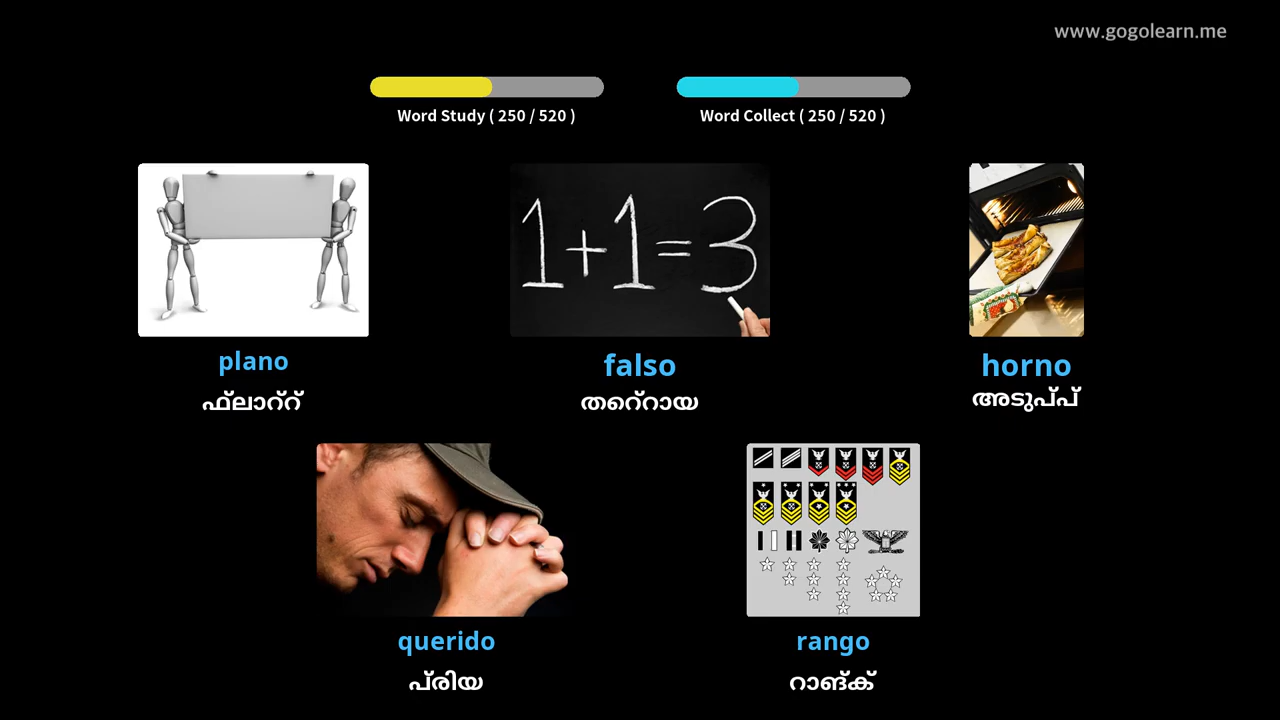 www.gogolearn.me
Word Study ( 250 / 520 )
Word Collect ( 250 / 520 )
1+1=3
plano
falso
horno
ഫ്ലാറ്റ്
തെറ്റായ
അടുപ്പ്
querido
rango
പ്രിയ
റാങ്ക്